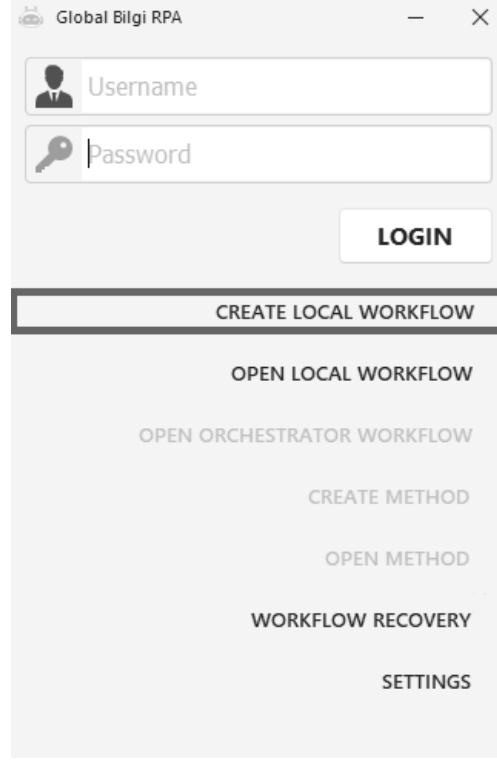 Global Bilgi RPA
Username
Password
LOGIN
CREATE LOCAL WORKFLOW
OPEN LOCAL WORKFLOW
OPEN ORCHESTRATOR WORKFLOW
CREATE METHOD
OPEN METHOD
WORKFLOW RECOVERY
SETTINGS